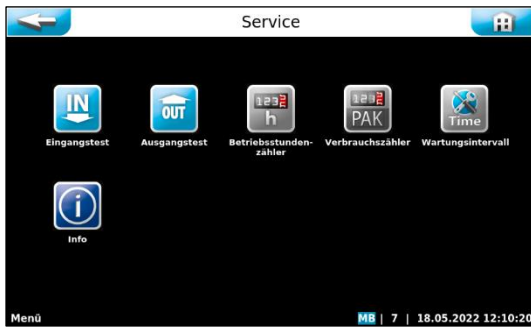 Service
IN
OUT
123
h
123
PAK
Time
Eingangstest
Ausgangstest
Betriebsstunden-
zähler
Verbrauchszähler
Wartungsintervall
i
Info
Menü
MB | 7 | 18.05.2022 12:10:20